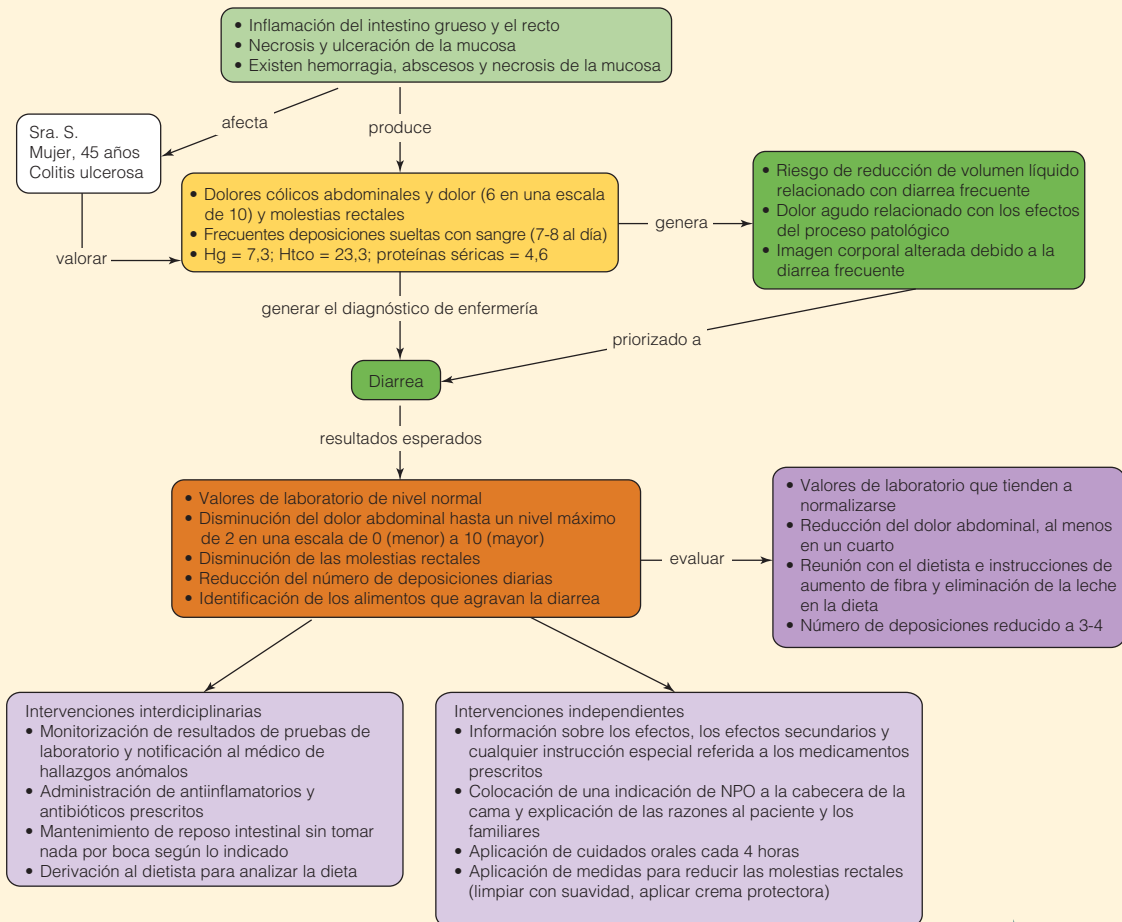 • Inflamación del intestino grueso y el recto
• Necrosis y ulceración de la mucosa
• Existen hemorragia, abscesos y necrosis de la mucosa
afecta
produce
Sra. S.
Mujer, 45 años
Colitis ulcerosa
valorar
• Dolores cólicos abdominales y dolor (6 en una escala
de 10) y molestias rectales
• Frecuentes deposiciones sueltas con sangre (7-8 al día)
• Hg = 7,3; Htco = 23,3; proteínas séricas = 4,6
genera
• Riesgo de reducción de volumen líquido
relacionado con diarrea frecuente
• Dolor agudo relacionado con los efectos
del proceso patológico
• Imagen corporal alterada debido a la
diarrea frecuente
generar el diagnóstico de enfermería
priorizado a
Diarrea
resultados esperados
• Valores de laboratorio de nivel normal
• Disminución del dolor abdominal hasta un nivel máximo
de 2 en una escala de 0 (menor) a 10 (mayor)
• Disminución de las molestias rectales
• Reducción del número de deposiciones diarias
• Identificación de los alimentos que agravan la diarrea
evaluar
• Valores de laboratorio que tienden a
normalizarse
• Reducción del dolor abdominal, al menos
en un cuarto
• Reunión con el dietista e instrucciones de
aumento de fibra y eliminación de la leche
en la dieta
• Número de deposiciones reducido a 3-4
Intervenciones interdiciplinarias
• Monitorización de resultados de pruebas de
laboratorio y notificación al médico de
hallazgos anómalos
• Administración de antiinflamatorios y
antibióticos prescritos
• Mantenimiento de reposo intestinal sin tomar
nada por boca según lo indicado
• Derivación al dietista para analizar la dieta
Intervenciones independientes
• Información sobre los efectos, los efectos secundarios y
cualquier instrucción especial referida a los medicamentos
prescritos
• Colocación de una indicación de NPO a la cabecera de la
cama y explicación de las razones al paciente y los
familiares
• Aplicación de cuidados orales cada 4 horas
• Aplicación de medidas para reducir las molestias rectales
(limpiar con suavidad, aplicar crema protectora)